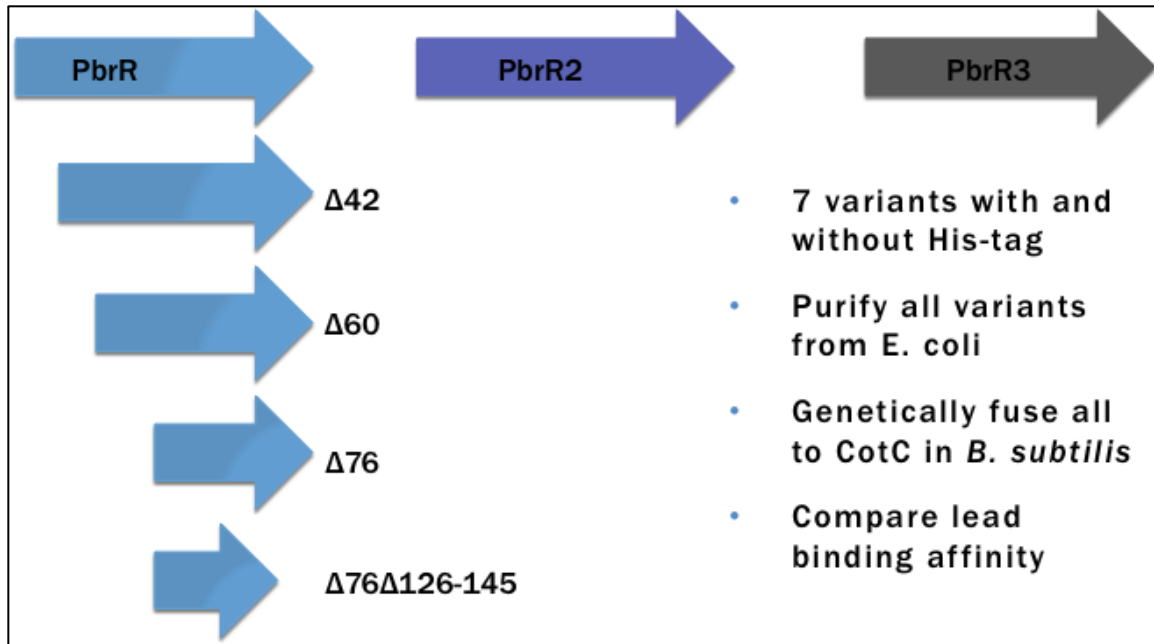 PbrR
PbrR2
PbrR3
Δ42
Δ60
Δ76
Δ76Δ126-145
• 7 variants with and
without His-tag
• Purify all variants
from E. coli
• Genetically fuse all
to CotC in B. subtilis
• Compare lead
binding affinity